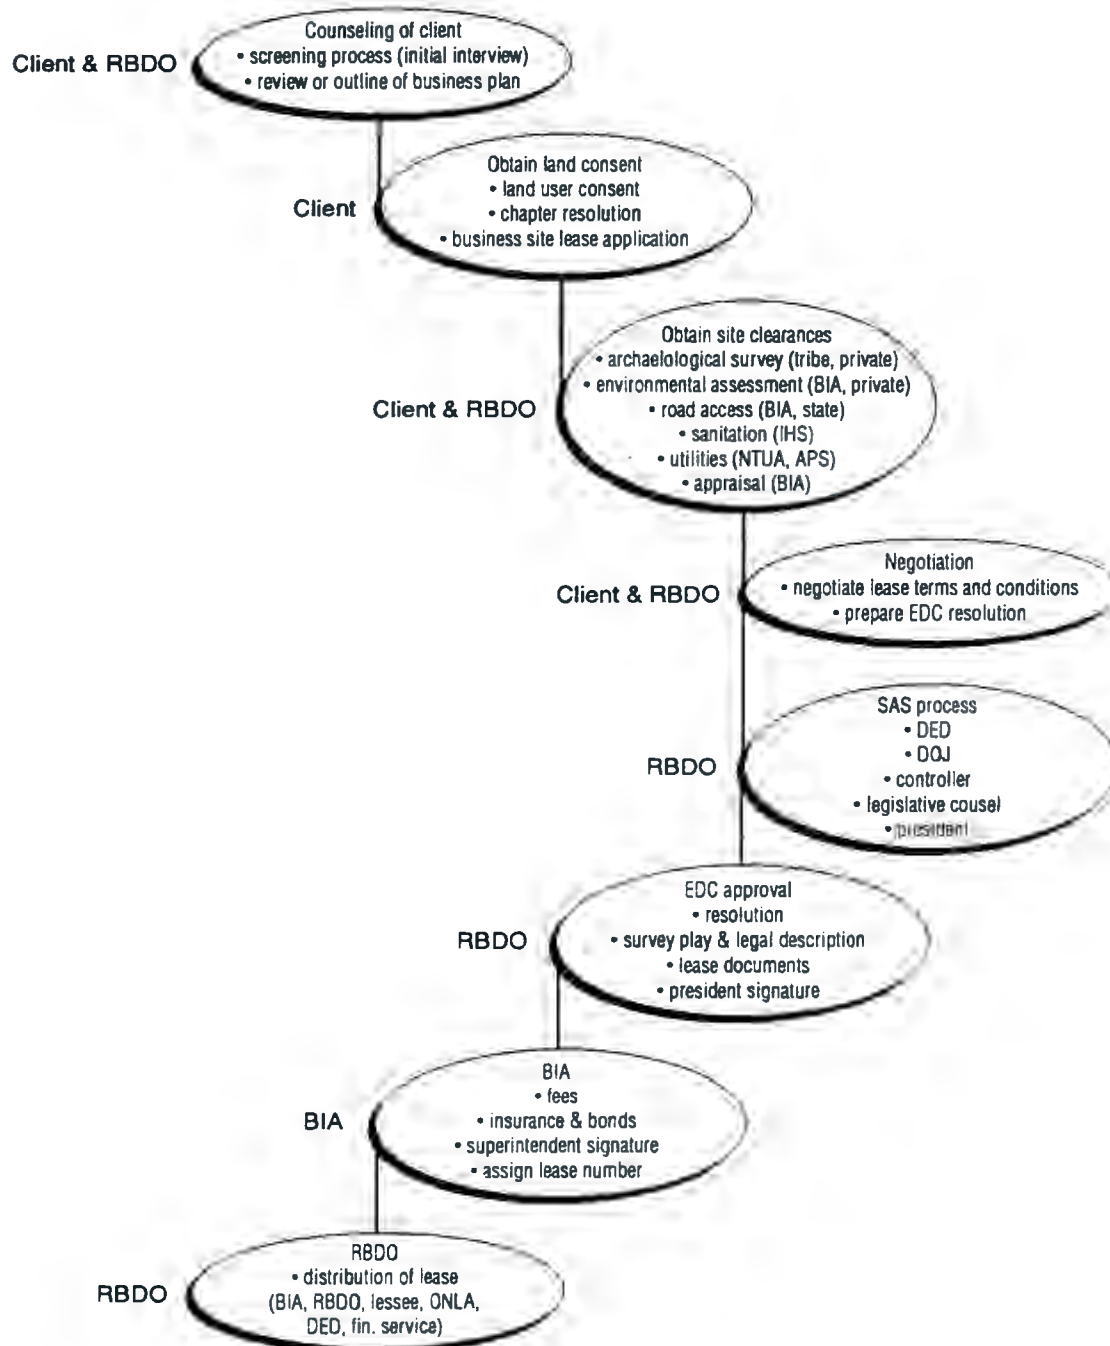 Counseling of client
• screening process (initial interview)
• review or outline of business plan
Client & RBDO
Obtain land consent
• land user consent
• chapter resolution
• business site lease application
Client
Obtain site clearances
• archaelological survey (tribe, private)
• environmental assessment (BIA, private)
• road access (BIA, state)
• sanitation (IHS)
• utilities (NTUA, APS)
• appraisal (BIA)
Client & RBDO
Negotiation
• negotiate lease terms and conditions
• prepare EDC resolution
Client & RBDO
SAS process
• DED
• DOJ
• controller
• legislative cousel
• president
RBDO
EDC approval
• resolution
• survey play & legal description
• lease documents
• president signature
RBDO
BIA
• fees
• insurance & bonds
• superintendent signature
• assign lease number
BIA
RBDO
• distribution of lease
(BIA, RBDO, lessee, ONLA,
DED, fin. service)
RBDO